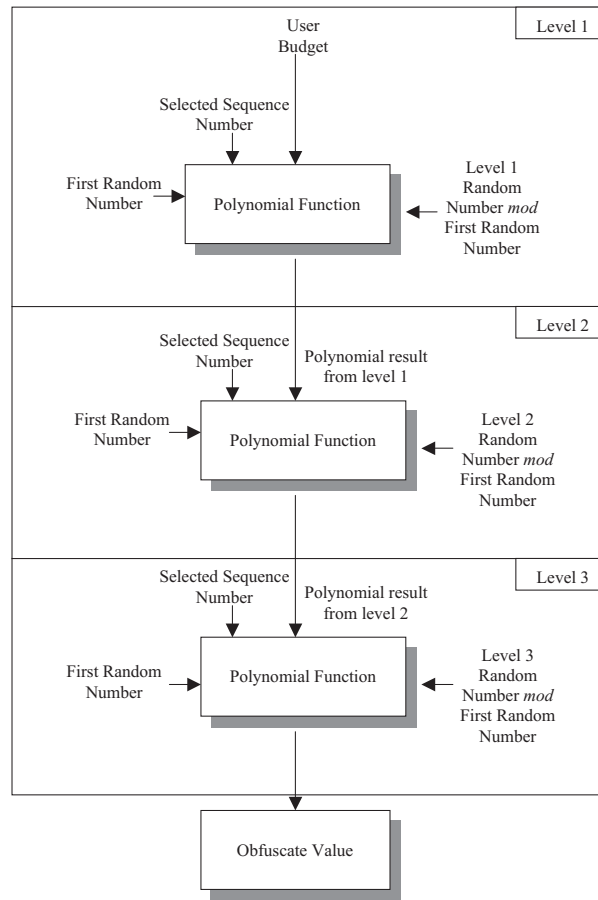 Level 1
User
Budget
Selected Sequence
Number
First Random
Number
Polynomial Function
Level 1
Random
Number mod
First Random
Number
Level 2
Selected Sequence
Number
Polynomial result
from level 1
First Random
Number
Polynomial Function
Level 2
Random
Number mod
First Random
Number
Level 3
Selected Sequence
Number
Polynomial result
from level 2
First Random
Number
Polynomial Function
Level 3
Random
Number mod
First Random
Number
Obfuscate Value